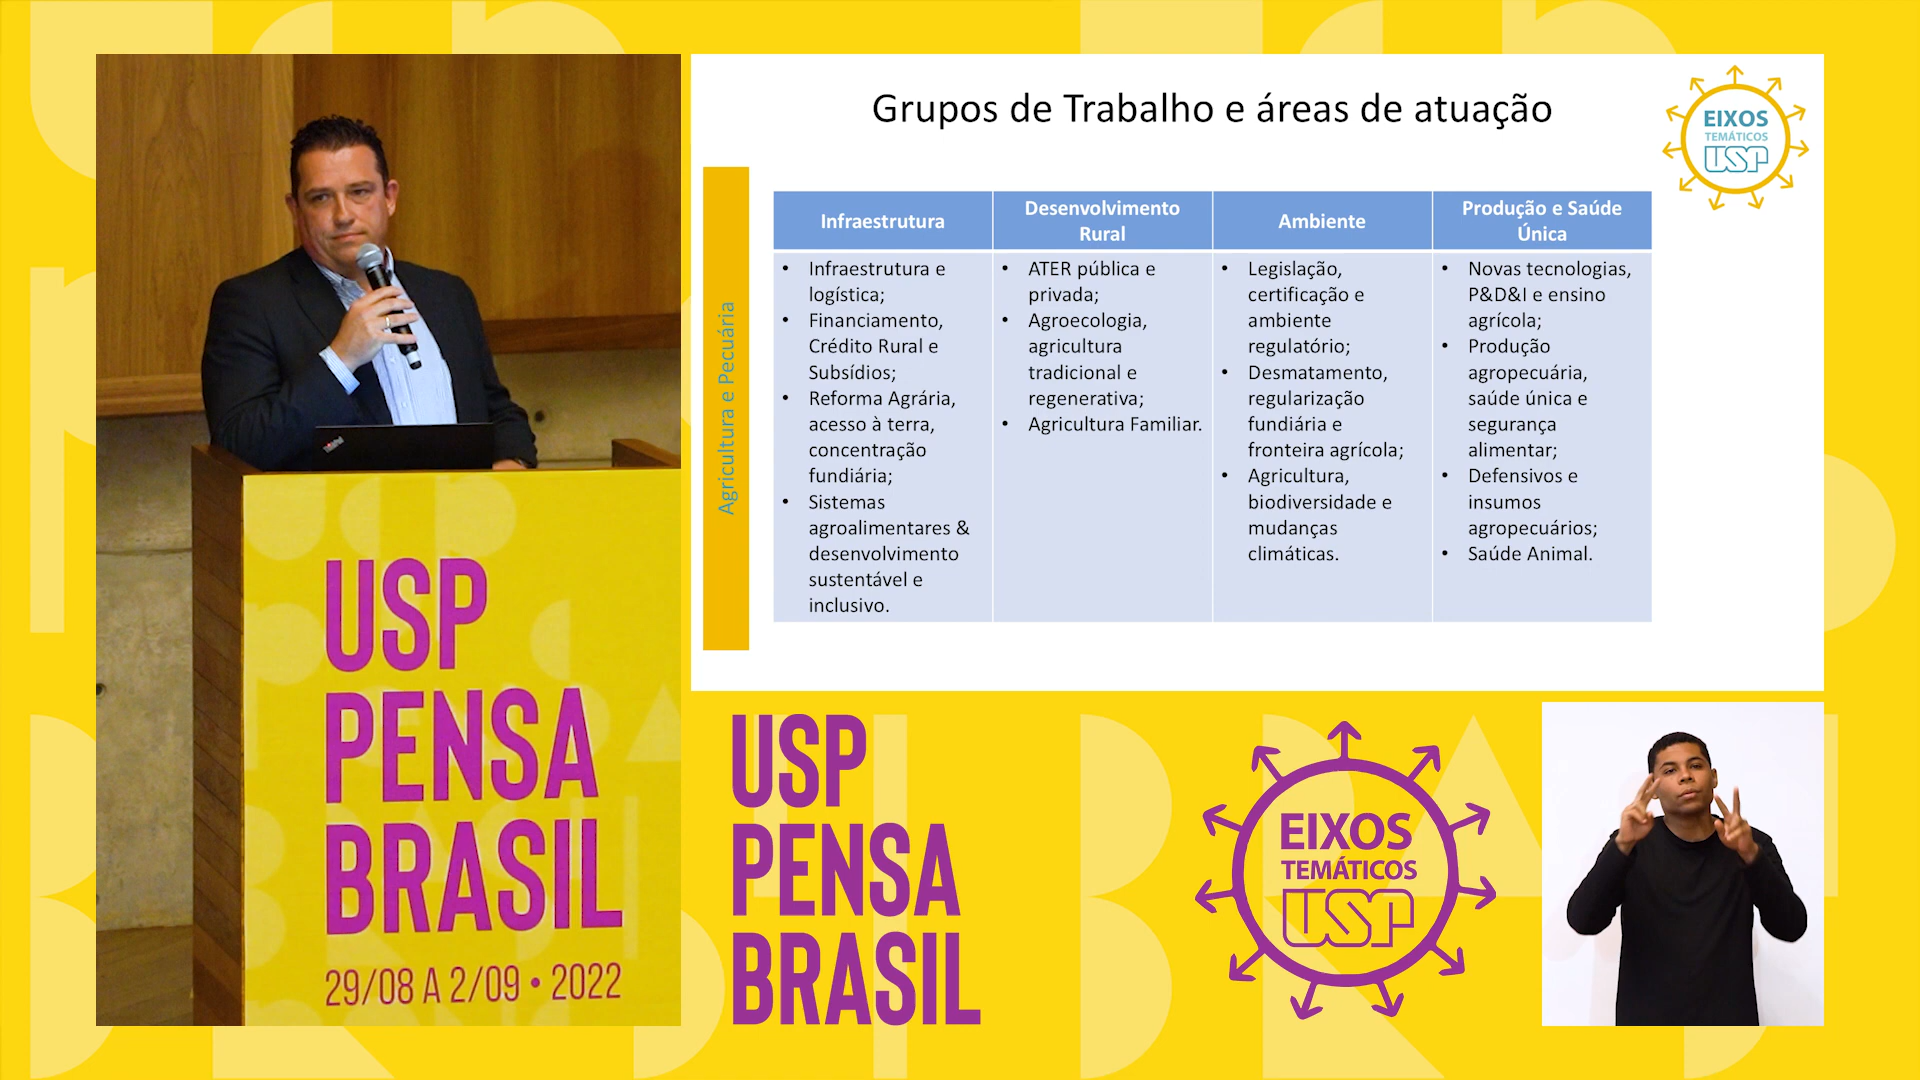 Grupos de Trabalho e áreas de atuação
EIXOS
TEMÁTICOS
USP
Agricultura e Pecuária
Infraestrutura
• Infraestrutura e
logística;
• Financiamento,
Crédito Rural e
Subsídios;
• Reforma Agrária,
acesso à terra,
concentração
fundiária;
• Sistemas
agroalimentares &
desenvolvimento
sustentável e
inclusivo.
Desenvolvimento
Rural
• ATER pública e
privada;
• Agroecologia,
agricultura
tradicional e
regenerativa;
• Agricultura Familiar.
Ambiente
• Legislação,
certificação e
ambiente
regulatório;
• Desmatamento,
regularização
fundiária e
fronteira agrícola;
• Agricultura,
biodiversidade e
mudanças
climáticas.
Produção e Saúde
Única
• Novas tecnologias,
P&D&I e ensino
agrícola;
• Produção
agropecuária,
saúde única e
segurança
alimentar;
• Defensivos e
insumos
agropecuários;
• Saúde Animal.
USP
PENSA
BRASIL
29/08 A 2/09 • 2022
USP
PENSA
BRASIL
EIXOS
TEMÁTICOS
USP